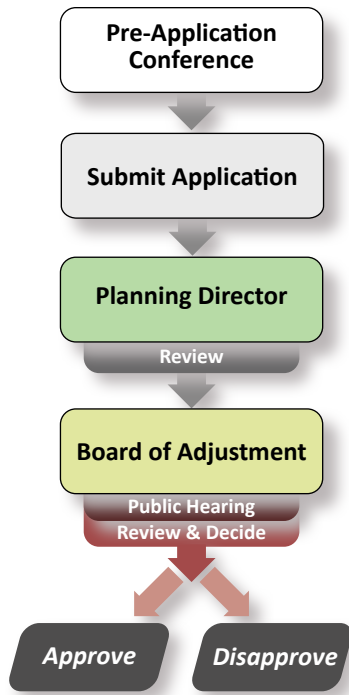 Pre-Application
Conference
Submit Application
Planning Director
Review
Board of Adjustment
Public Hearing
Review & Decide
Approve
Disapprove